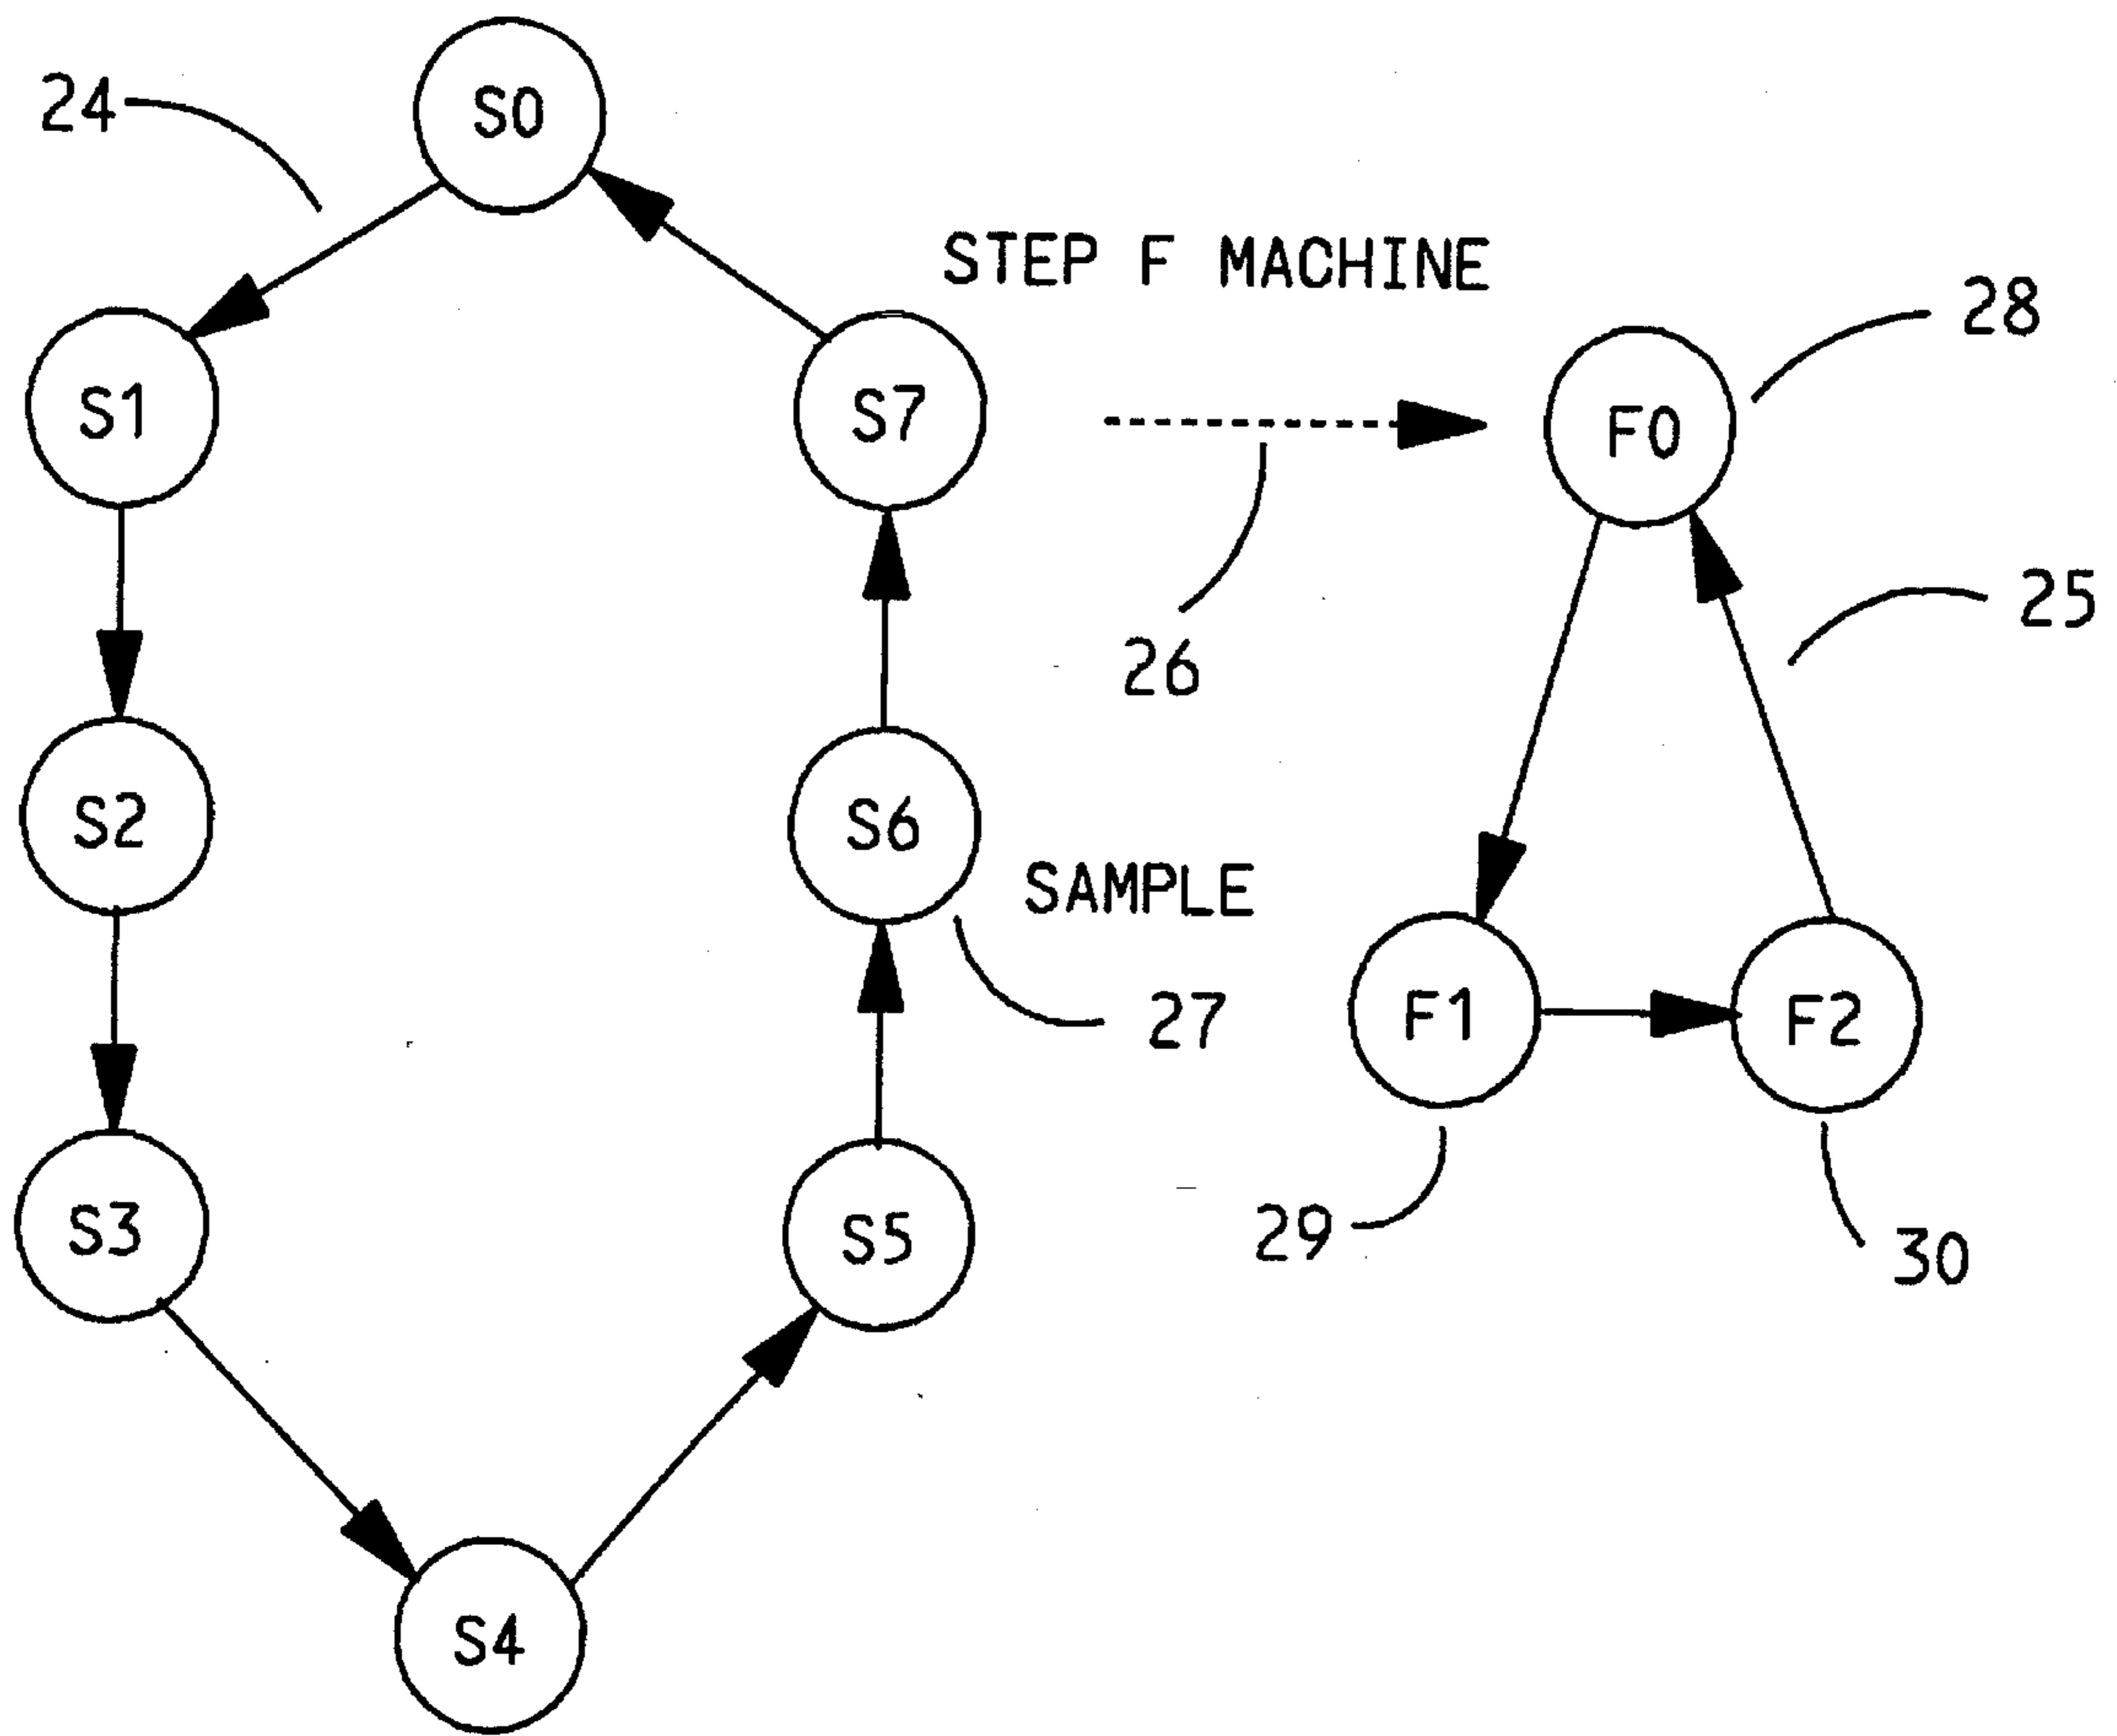 24
S0
STEP F MACHINE
28
S1
S7
F0
25
26
S2
S6
SAMPLE
27
F1
F2
S3
S5
29
30
S4